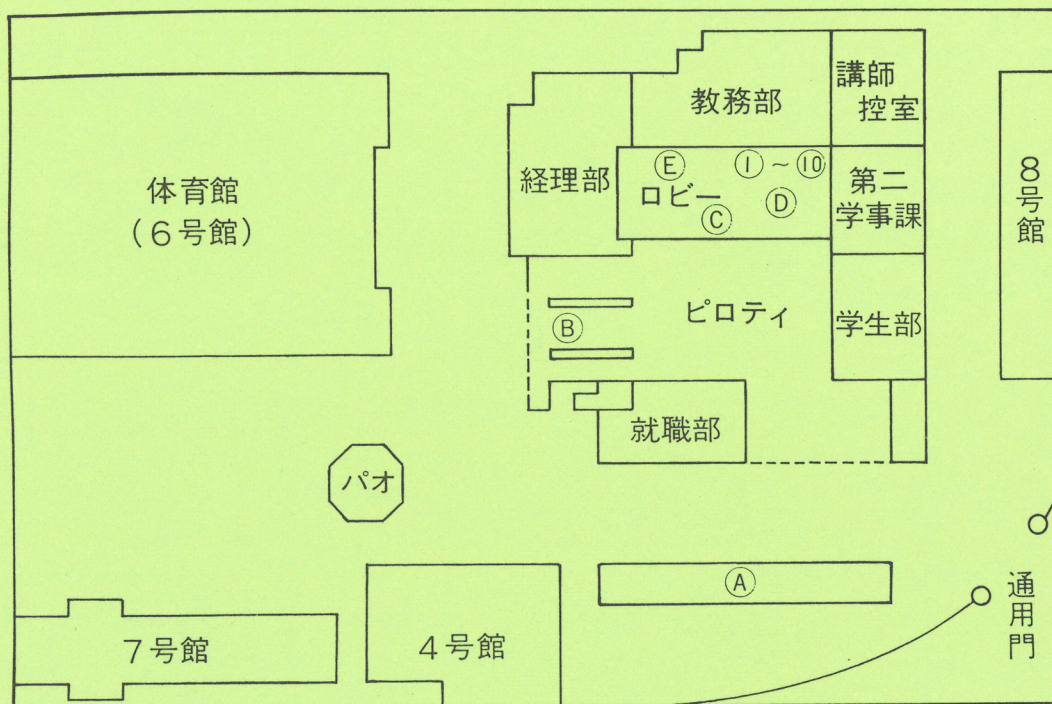 教務部
講師
控室
体育館
(6号館)
経理部
Ⓔ
①~⑩
ロビー
Ⓒ
Ⓓ
第二
学事課
8号館
Ⓑ
ピロティ
学生部
就職部
パオ
Ⓐ
通用門
7号館
4号館